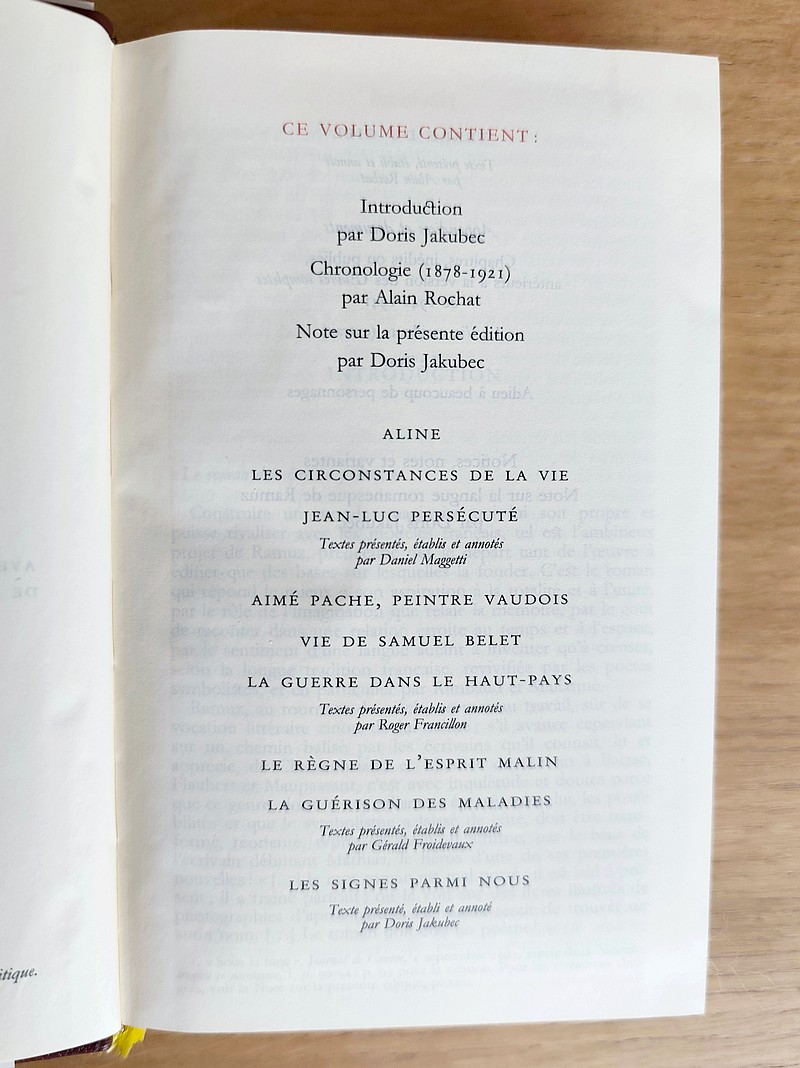 CE VOLUME CONTIENT :
Introduction
par Doris Jakubec
Chronologie (1878-1921)
par Alain Rochat
Note sur la présente édition
par Doris Jakubec
ALINE
LES CIRCONSTANCES DE LA VIE
JEAN-LUC PERSÉCUTÉ
Textes présentés, établis et annotés
par Daniel Maggetti
AIMÉ PACHE, PEINTRE VAUDOIS
VIE DE SAMUEL BELET
LA GUERRE DANS LE HAUT-PAYS
Textes présentés, établis et annotés
par Roger Francillon
LE RÈGNE DE L'ESPRIT MALIN
LA GUÉRISON DES MALADIES
Textes présentés, établis et annotés
par Gérald Froidevaux
LES SIGNES PARMI NOUS
Texte présenté, établi et annoté
par Doris Jakubec